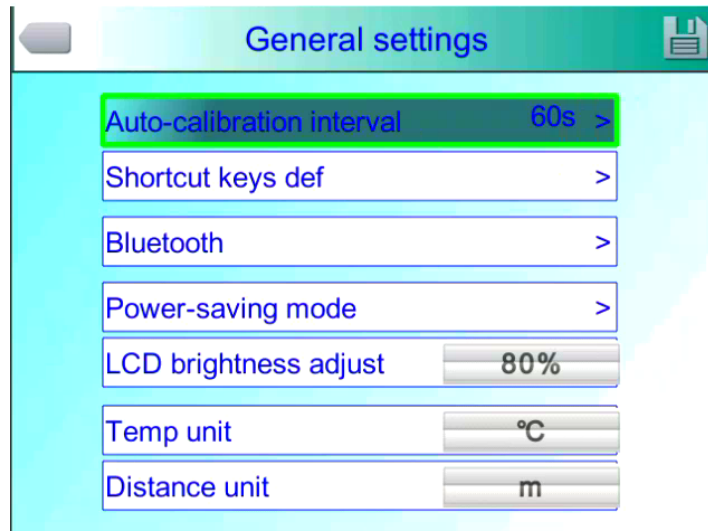 General settings
Auto-calibration interval 60s >
Shortcut keys def >
Bluetooth >
Power-saving mode >
LCD brightness adjust 80%
Temp unit °C
Distance unit m